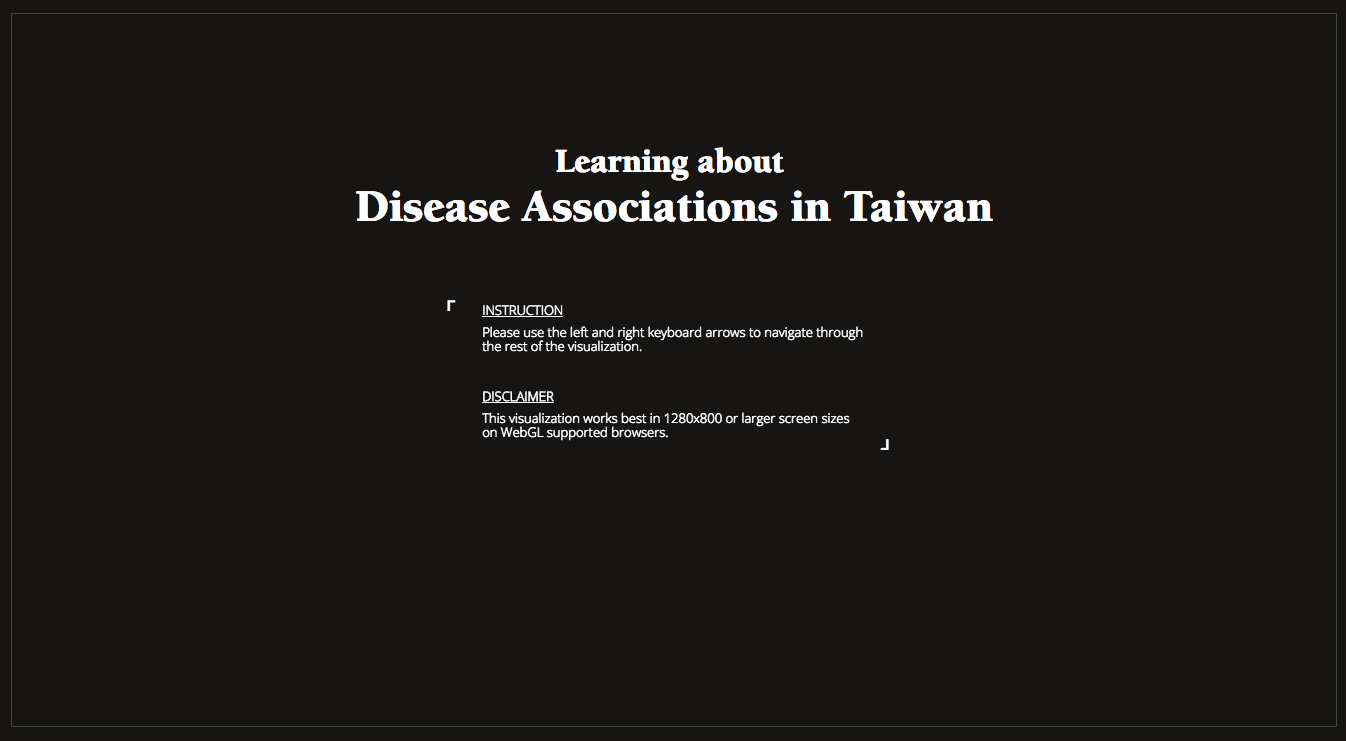 Learning about
Disease Associations in Taiwan
INSTRUCTION
Please use the left and right keyboard arrows to navigate through
the rest of the visualization.
DISCLAIMER
This visualization works best in 1280x800 or larger screen sizes
on WebGL supported browsers.